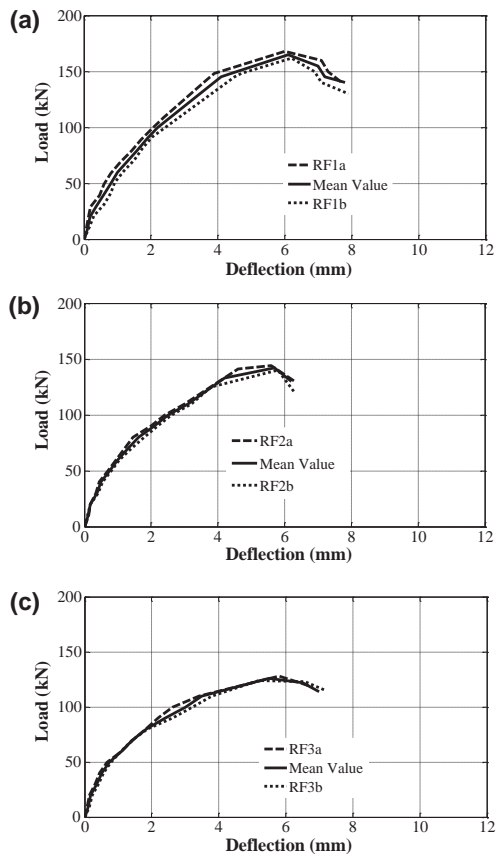 (a)
200
150
100
50
0
Load (kN)
RF1a
Mean Value
RF1b
0 2 4 6 8 10 12
Deflection (mm)
(b)
200
150
100
50
0
Load (kN)
RF2a
Mean Value
RF2b
0 2 4 6 8 10 12
Deflection (mm)
(c)
200
150
100
50
0
Load (kN)
RF3a
Mean Value
RF3b
0 2 4 6 8 10 12
Deflection (mm)